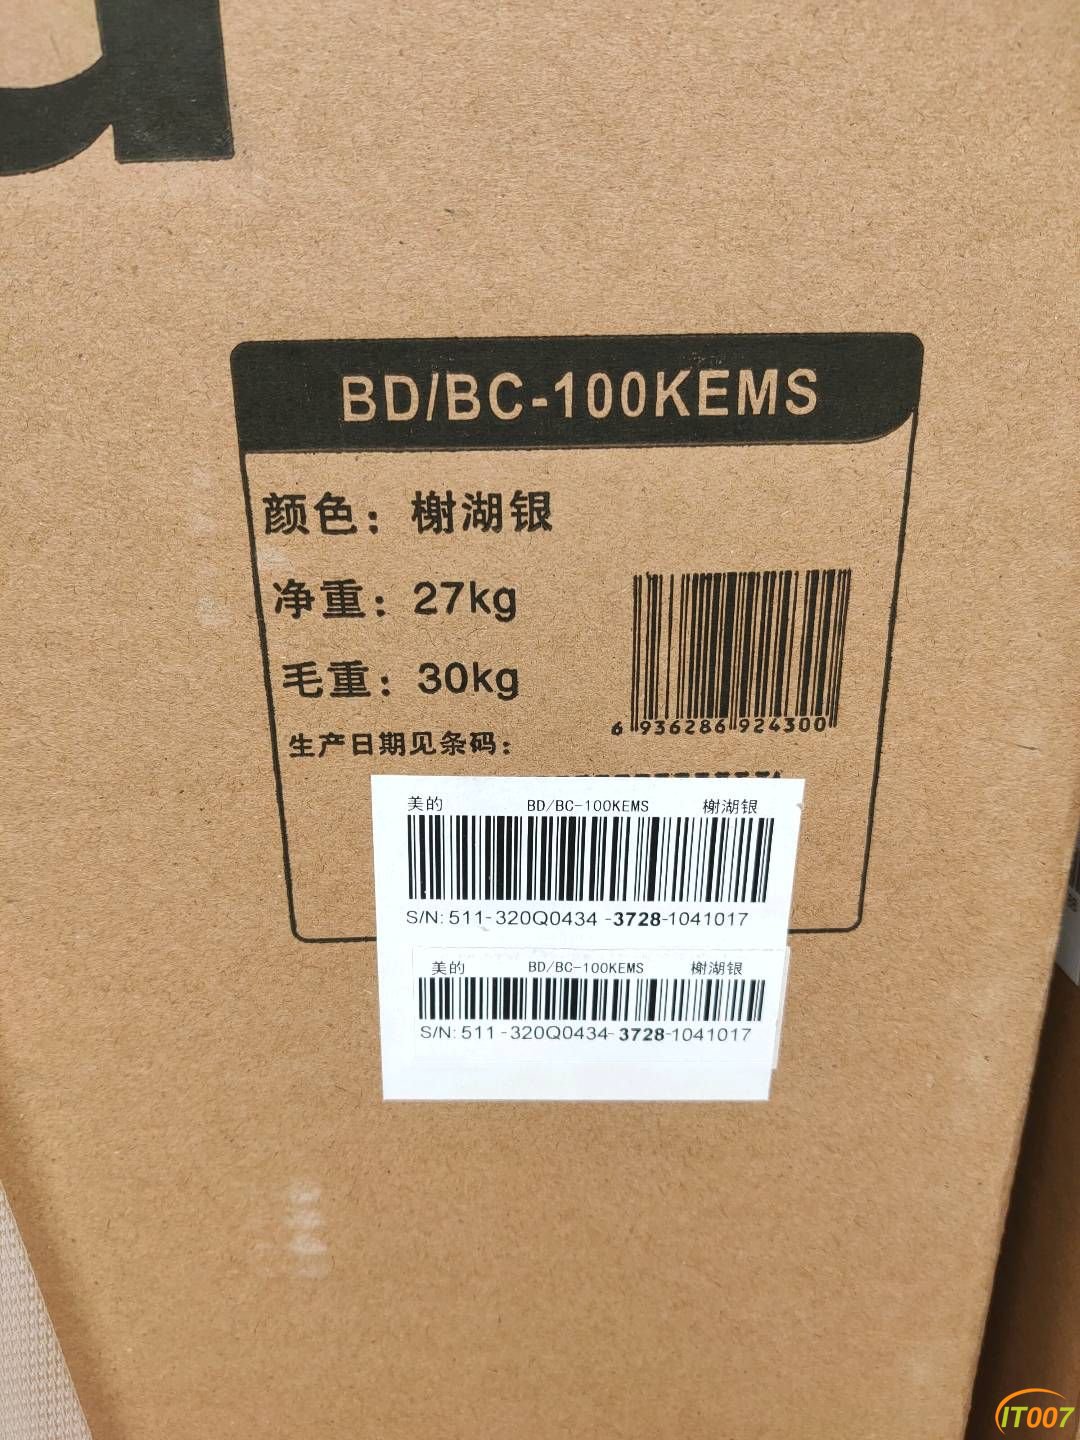 BD/BC-100KEMS
颜色：榭湖银
净重：27kg
毛重：30kg
6 936286 924300
生产日期见条码：
美的 BD/BC-100KEMS 榭湖银
S/N: 511-320Q0434-3728-1041017
美的 BD/BC-100KEMS 榭湖银
S/N: 511-320Q0434-3728-1041017
IT007